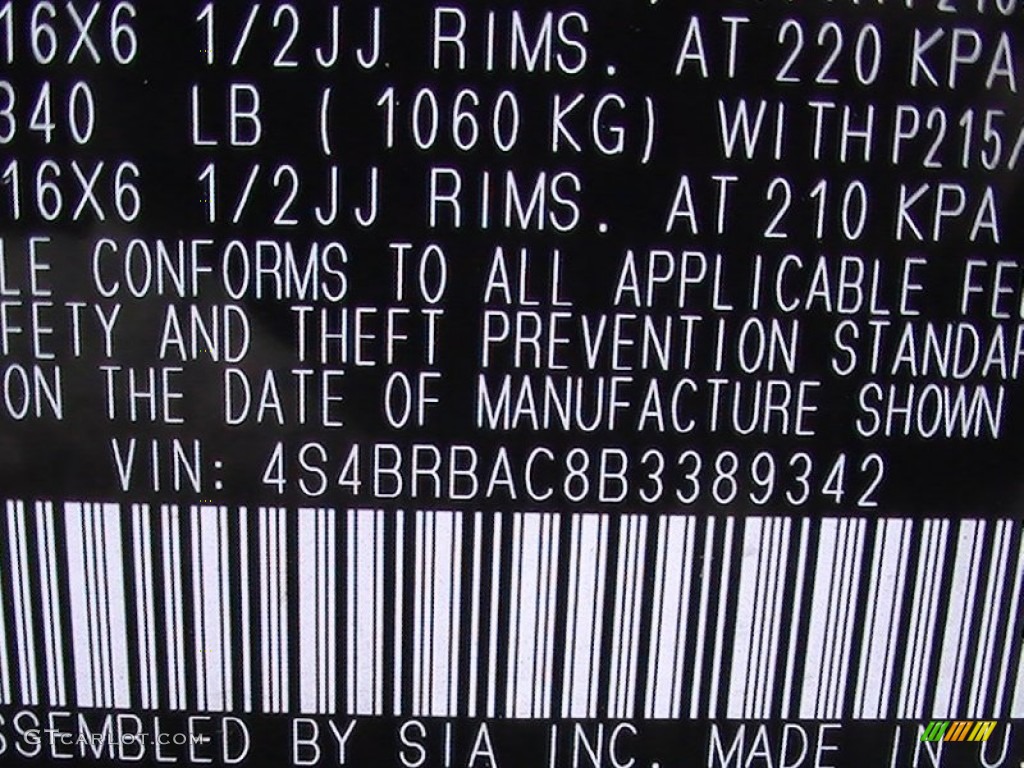 16X6 1/2JJ RIMS. AT 220 KPA
340 LB ( 1060 KG) WITH P215/
16X6 1/2JJ RIMS. AT 210 KPA
LE CONFORMS TO ALL APPLICABLE FE
FETY AND THEFT PREVENTION STANDAR
ON THE DATE OF MANUFACTURE SHOWN
VIN: 4S4BRBAC8B3389342
SSEMBLED BY SIA INC. MADE IN U.
GTcarlot.com